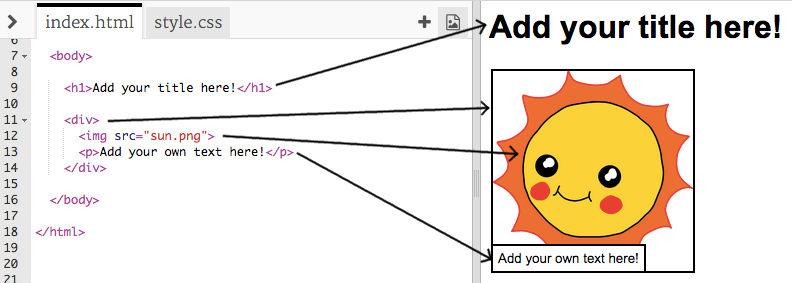 index.html style.css
6
7 <body>
8
9 <h1>Add your title here!</h1>
10
11 <div>
12 <img src="sun.png">
13 <p>Add your own text here!</p>
14 </div>
15
16 </body>
17
18 </html>
19
20
21
Add your title here!
Add your own text here!